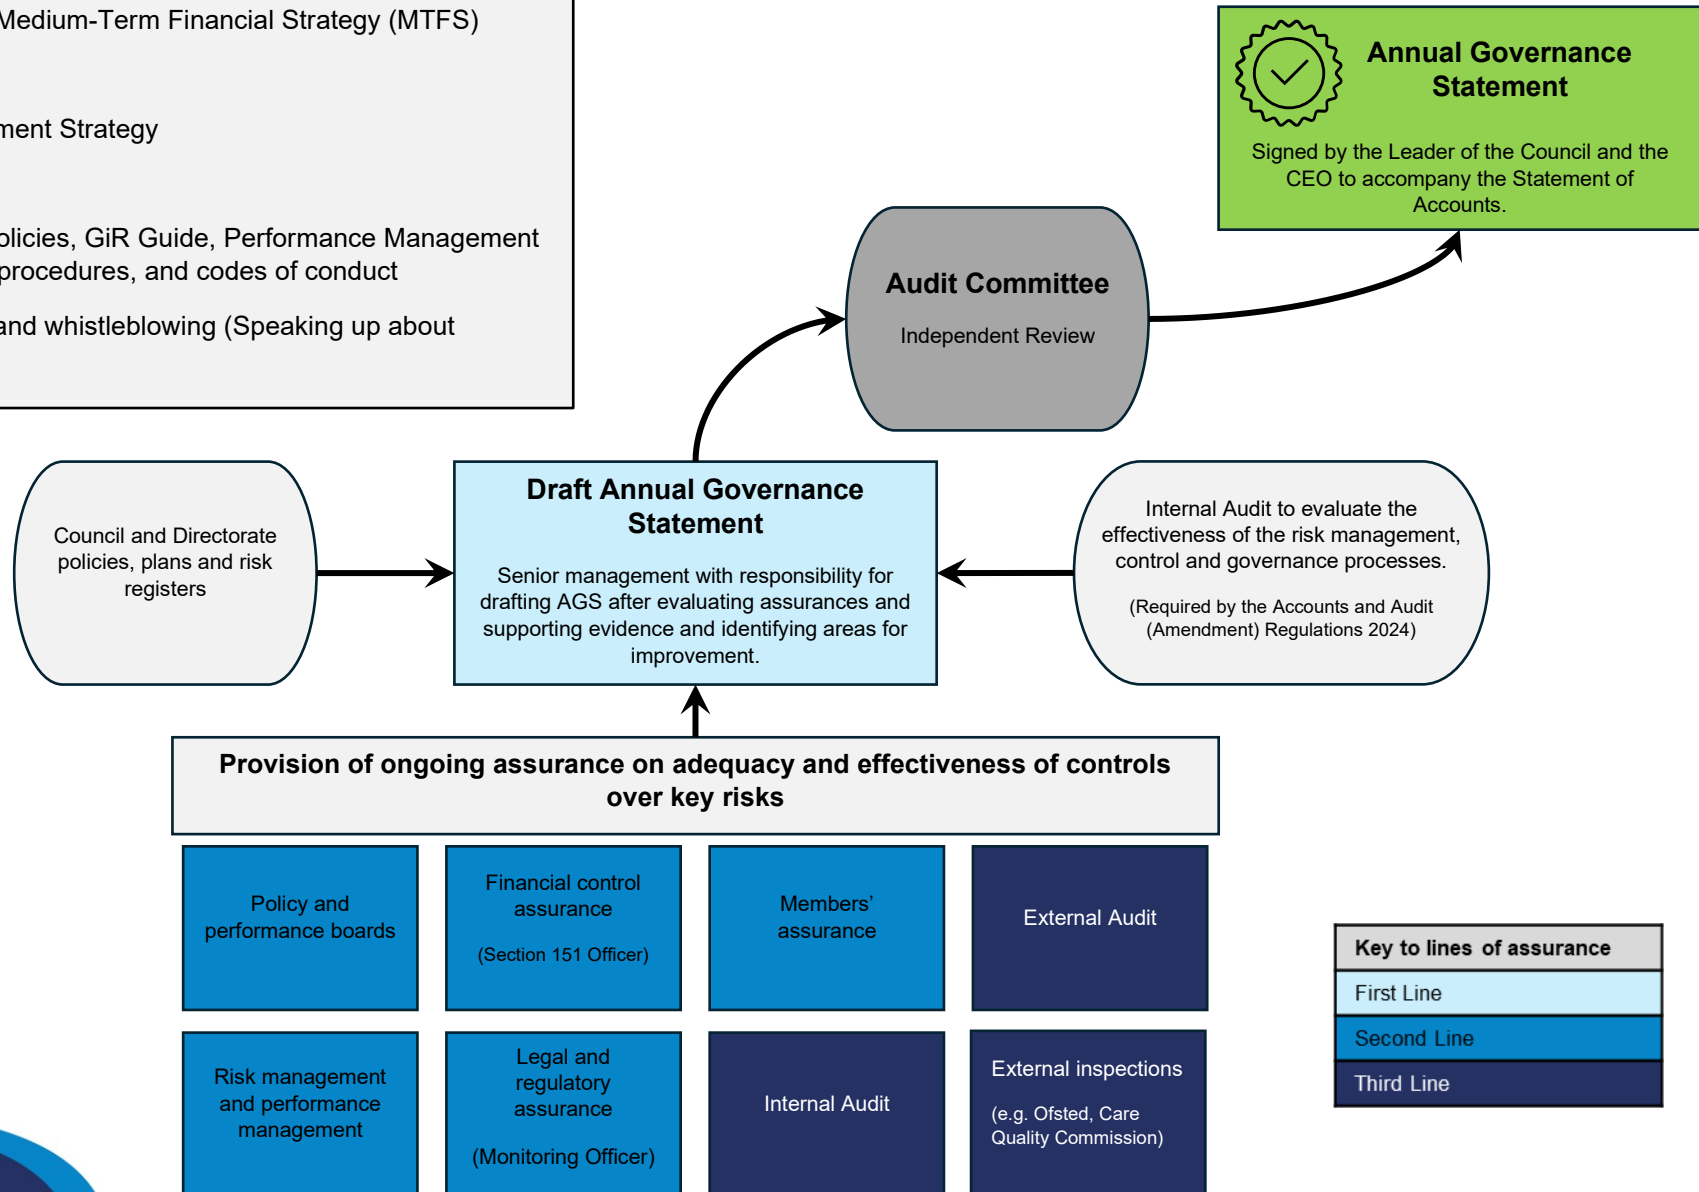 Medium-Term Financial Strategy (MTFS)
ment Strategy
olicies, GiR Guide, Performance Management
procedures, and codes of conduct
and whistleblowing (Speaking up about
Annual Governance
Statement
Signed by the Leader of the Council and the
CEO to accompany the Statement of
Accounts.
Audit Committee
Independent Review
Council and Directorate
policies, plans and risk
registers
Draft Annual Governance
Statement
Senior management with responsibility for
drafting AGS after evaluating assurances and
supporting evidence and identifying areas for
improvement.
Internal Audit to evaluate the
effectiveness of the risk management,
control and governance processes.
(Required by the Accounts and Audit
(Amendment) Regulations 2024)
Provision of ongoing assurance on adequacy and effectiveness of controls
over key risks
Policy and
performance boards
Financial control
assurance
(Section 151 Officer)
Members’
assurance
External Audit
Risk management
and performance
management
Legal and
regulatory
assurance
(Monitoring Officer)
Internal Audit
External inspections
(e.g. Ofsted, Care
Quality Commission)
Key to lines of assurance
First Line
Second Line
Third Line